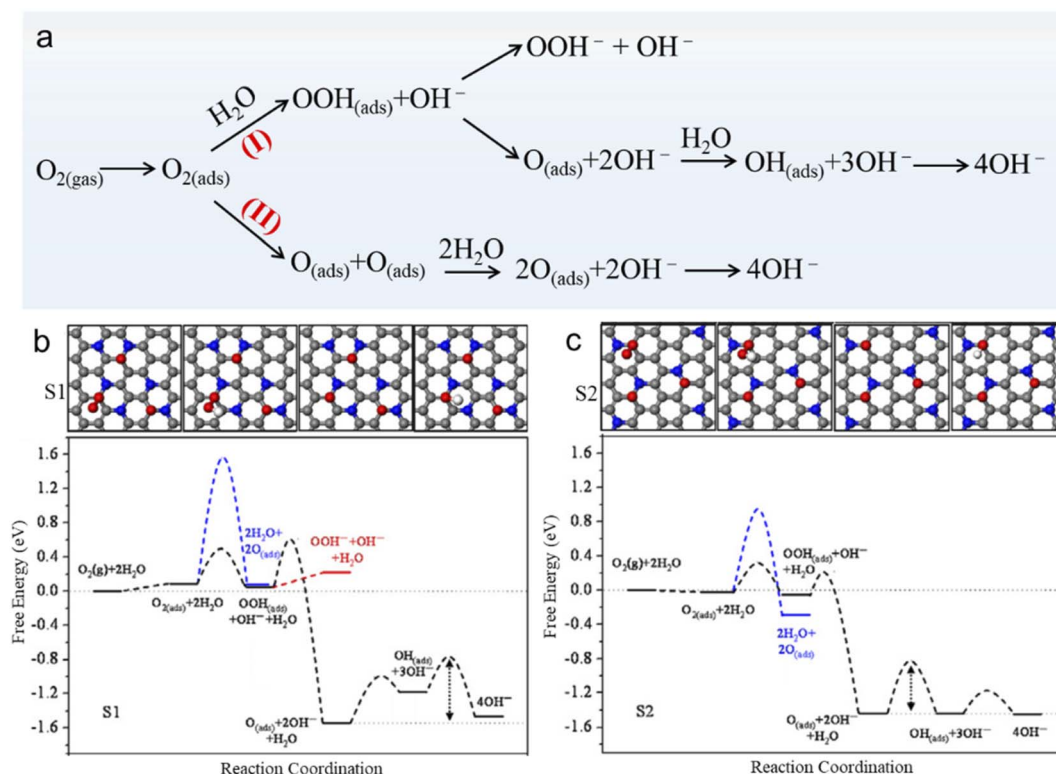 a
OOH⁻ + OH⁻
H₂O
OOH(ads)+OH⁻
(I)
H₂O
O₂(gas) → O₂(ads)
O(ads)+2OH⁻ → OH(ads)+3OH⁻ → 4OH⁻
(II)
2H₂O
O(ads)+O(ads) → 2O(ads)+2OH⁻ → 4OH⁻
b
S1
1.6
1.2
0.8
0.4
0.0
-0.4
-0.8
-1.2
-1.6
Free Energy (eV)
O₂(g)+2H₂O
O₂(ads)+2H₂O
2H₂O+
2O(ads)
OOH(ads)
+OH⁻+H₂O
OOH⁻+OH⁻
+H₂O
O(ads)+2OH⁻
+H₂O
OH(ads)
+3OH⁻
4OH⁻
S1
Reaction Coordination
c
S2
1.6
1.2
0.8
0.4
0.0
-0.4
-0.8
-1.2
-1.6
Free Energy (eV)
O₂(g)+2H₂O
O₂(ads)+2H₂O
OOH(ads)+OH⁻
+H₂O
2H₂O+
2O(ads)
O(ads)+2OH⁻
+H₂O
OH(ads)+3OH⁻
4OH⁻
S2
Reaction Coordination